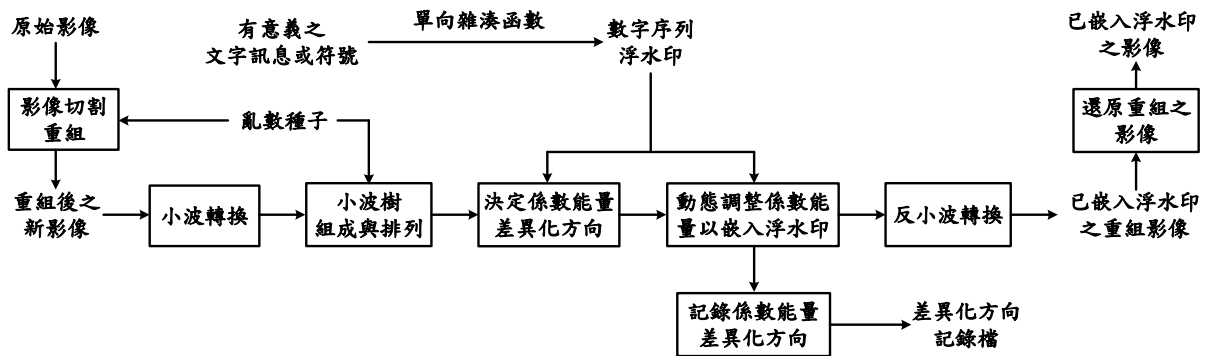 原始影像
有意義之
文字訊息或符號
單向雜湊函數
數字序列
浮水印
已嵌入浮水印
之影像
影像切割
重組
亂數種子
還原重組之
影像
重組後之
新影像
小波轉換
小波樹
組成與排列
決定係數能量
差異化方向
動態調整係數能
量以嵌入浮水印
反小波轉換
已嵌入浮水印
之重組影像
記錄係數能量
差異化方向
差異化方向
記錄檔